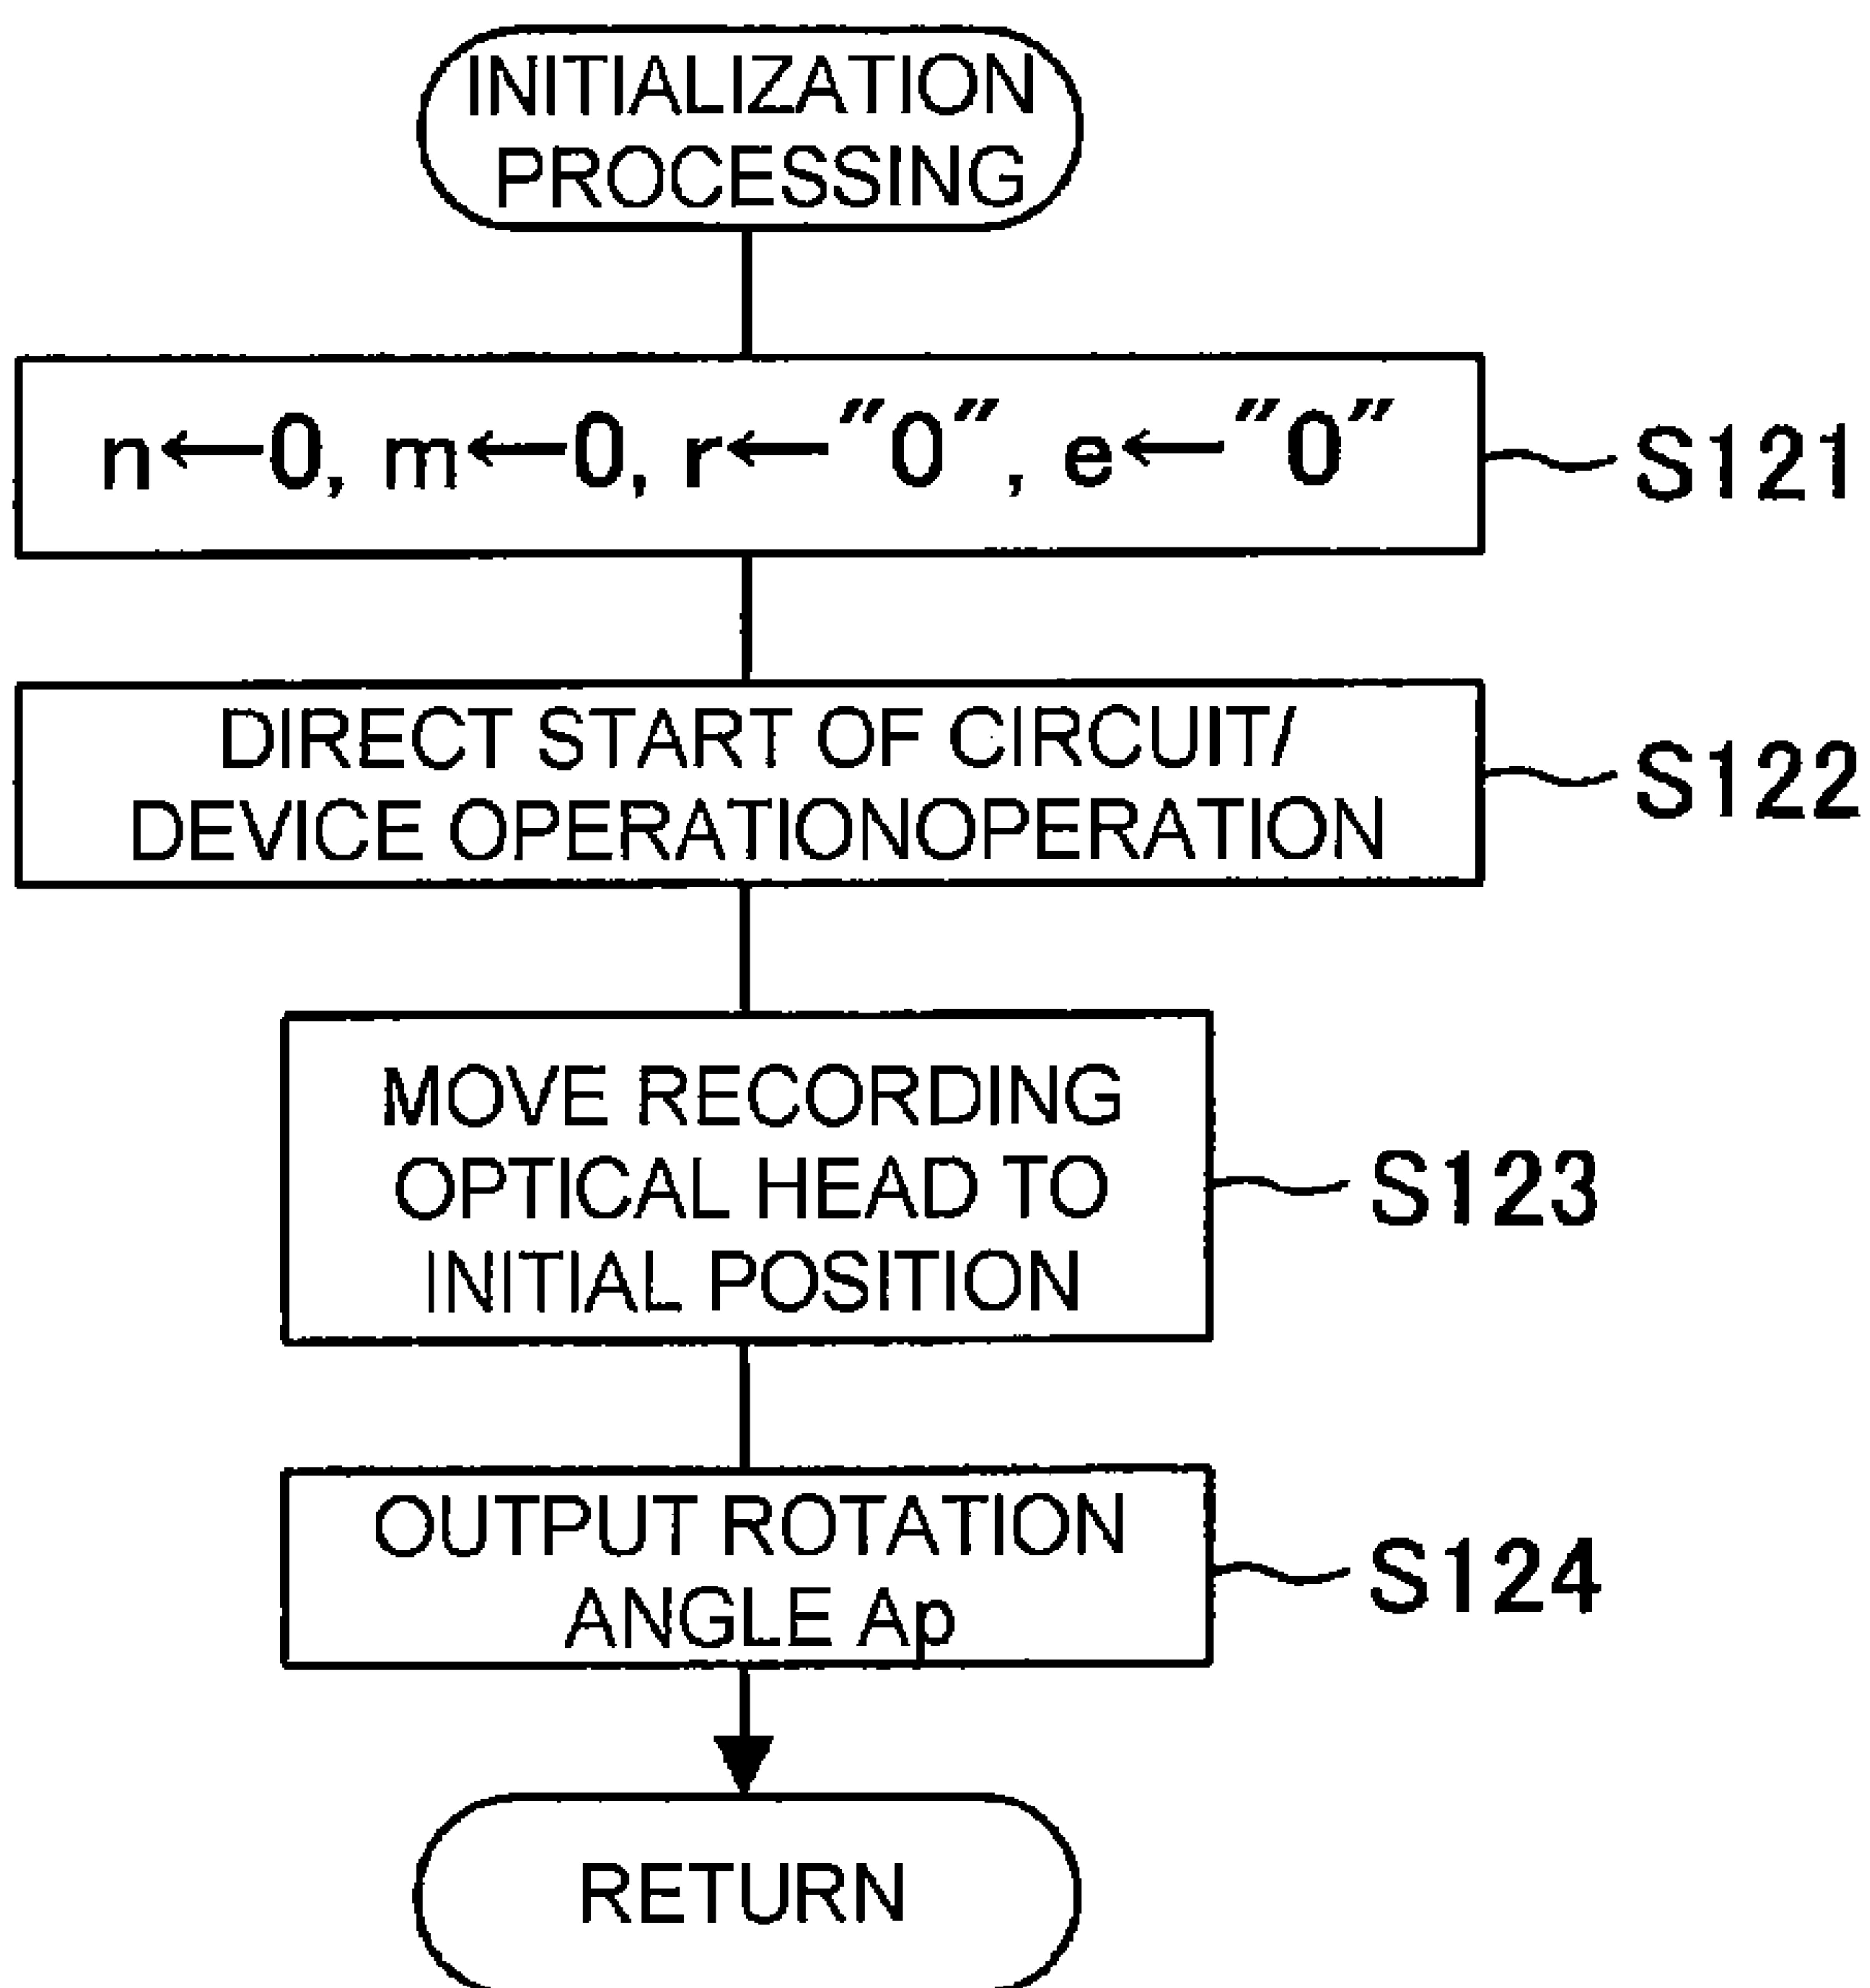 INITIALIZATION
PROCESSING
n←0, m←0, r←"0", e←"0"
S121
DIRECT START OF CIRCUIT/
DEVICE OPERATIONOPERATION
S122
MOVE RECORDING
OPTICAL HEAD TO
INITIAL POSITION
S123
OUTPUT ROTATION
ANGLE Ap
S124
RETURN